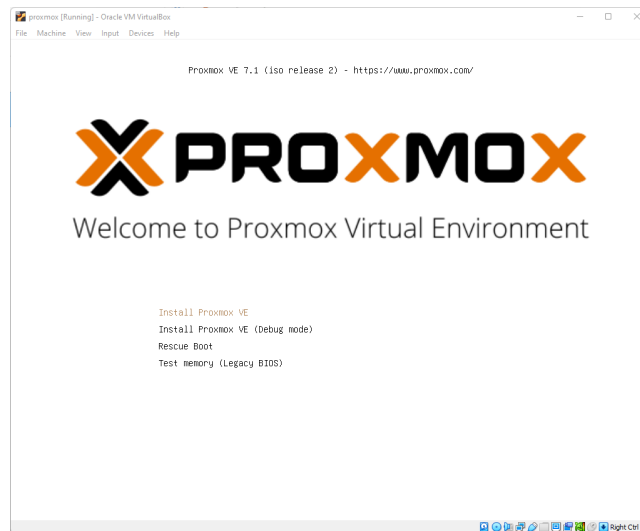 proxmox [Running] - Oracle VM VirtualBox
File Machine View Input Devices Help
Proxmox VE 7.1 (iso release 2) - https://www.proxmox.com/
PROXMOX
Welcome to Proxmox Virtual Environment
Install Proxmox VE
Install Proxmox VE (Debug mode)
Rescue Boot
Test memory (Legacy BIOS)
Right Ctrl